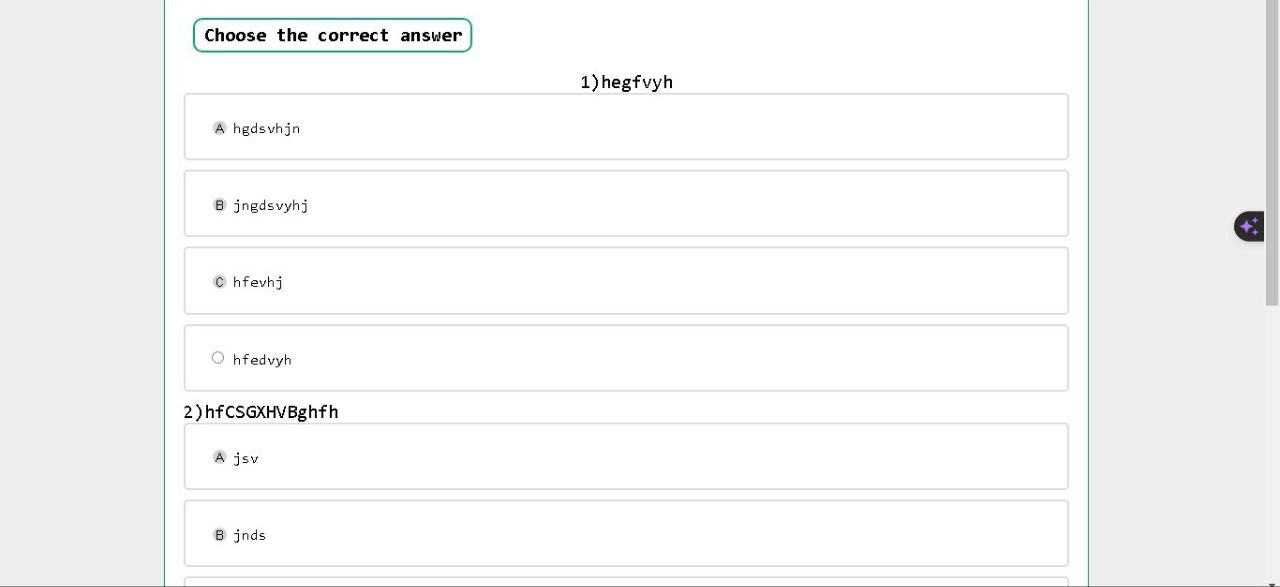 Choose the correct answer
1)hegfvyh
A hgdsvhjn
B jngdsvyhj
C hfevhj
hfedvyh
2)hfCSGXHVBghfh
A jsv
B jnds